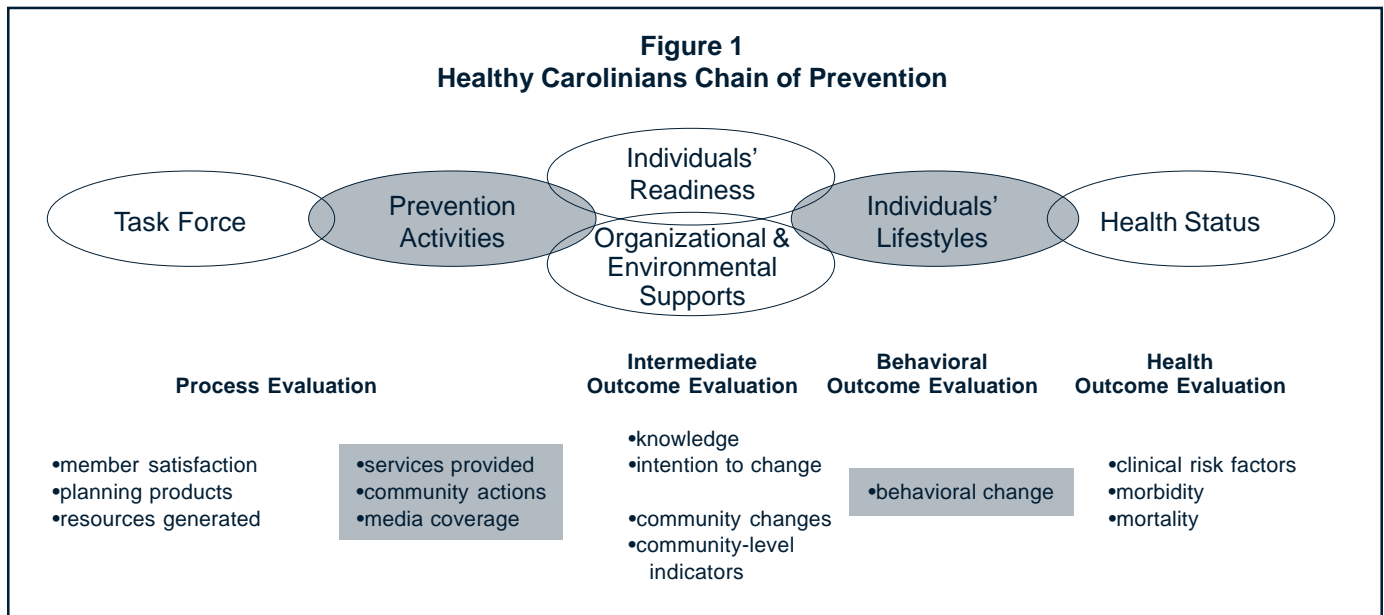 Figure 1
Healthy Carolinians Chain of Prevention
Task Force
Prevention
Activities
Individuals’
Readiness
Organizational &
Environmental
Supports
Individuals’
Lifestyles
Health Status
Process Evaluation
Intermediate
Outcome Evaluation
Behavioral
Outcome Evaluation
Health
Outcome Evaluation
•member satisfaction
•planning products
•resources generated
•services provided
•community actions
•media coverage
•knowledge
•intention to change
•community changes
•community-level
indicators
•behavioral change
•clinical risk factors
•morbidity
•mortality